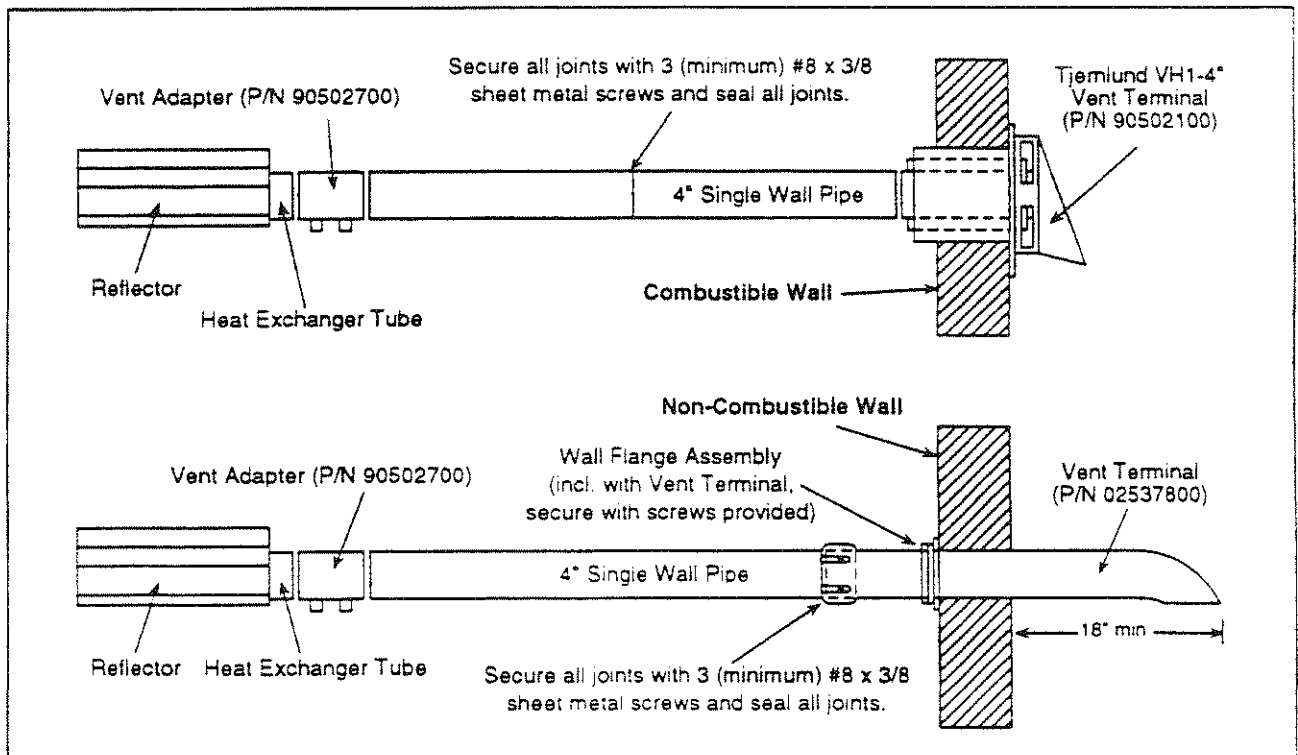 Secure all joints with 3 (minimum) #8 x 3/8
sheet metal screws and seal all joints.
Vent Adapter (P/N 90502700)
Tjernlund VH1-4"
Vent Terminal
(P/N 90502100)
4" Single Wall Pipe
Reflector
Heat Exchanger Tube
Combustible Wall
Non-Combustible Wall
Vent Adapter (P/N 90502700)
Wall Flange Assembly
(incl. with Vent Terminal,
secure with screws provided)
Vent Terminal
(P/N 02537800)
4" Single Wall Pipe
18" min
Reflector
Heat Exchanger Tube
Secure all joints with 3 (minimum) #8 x 3/8
sheet metal screws and seal all joints.